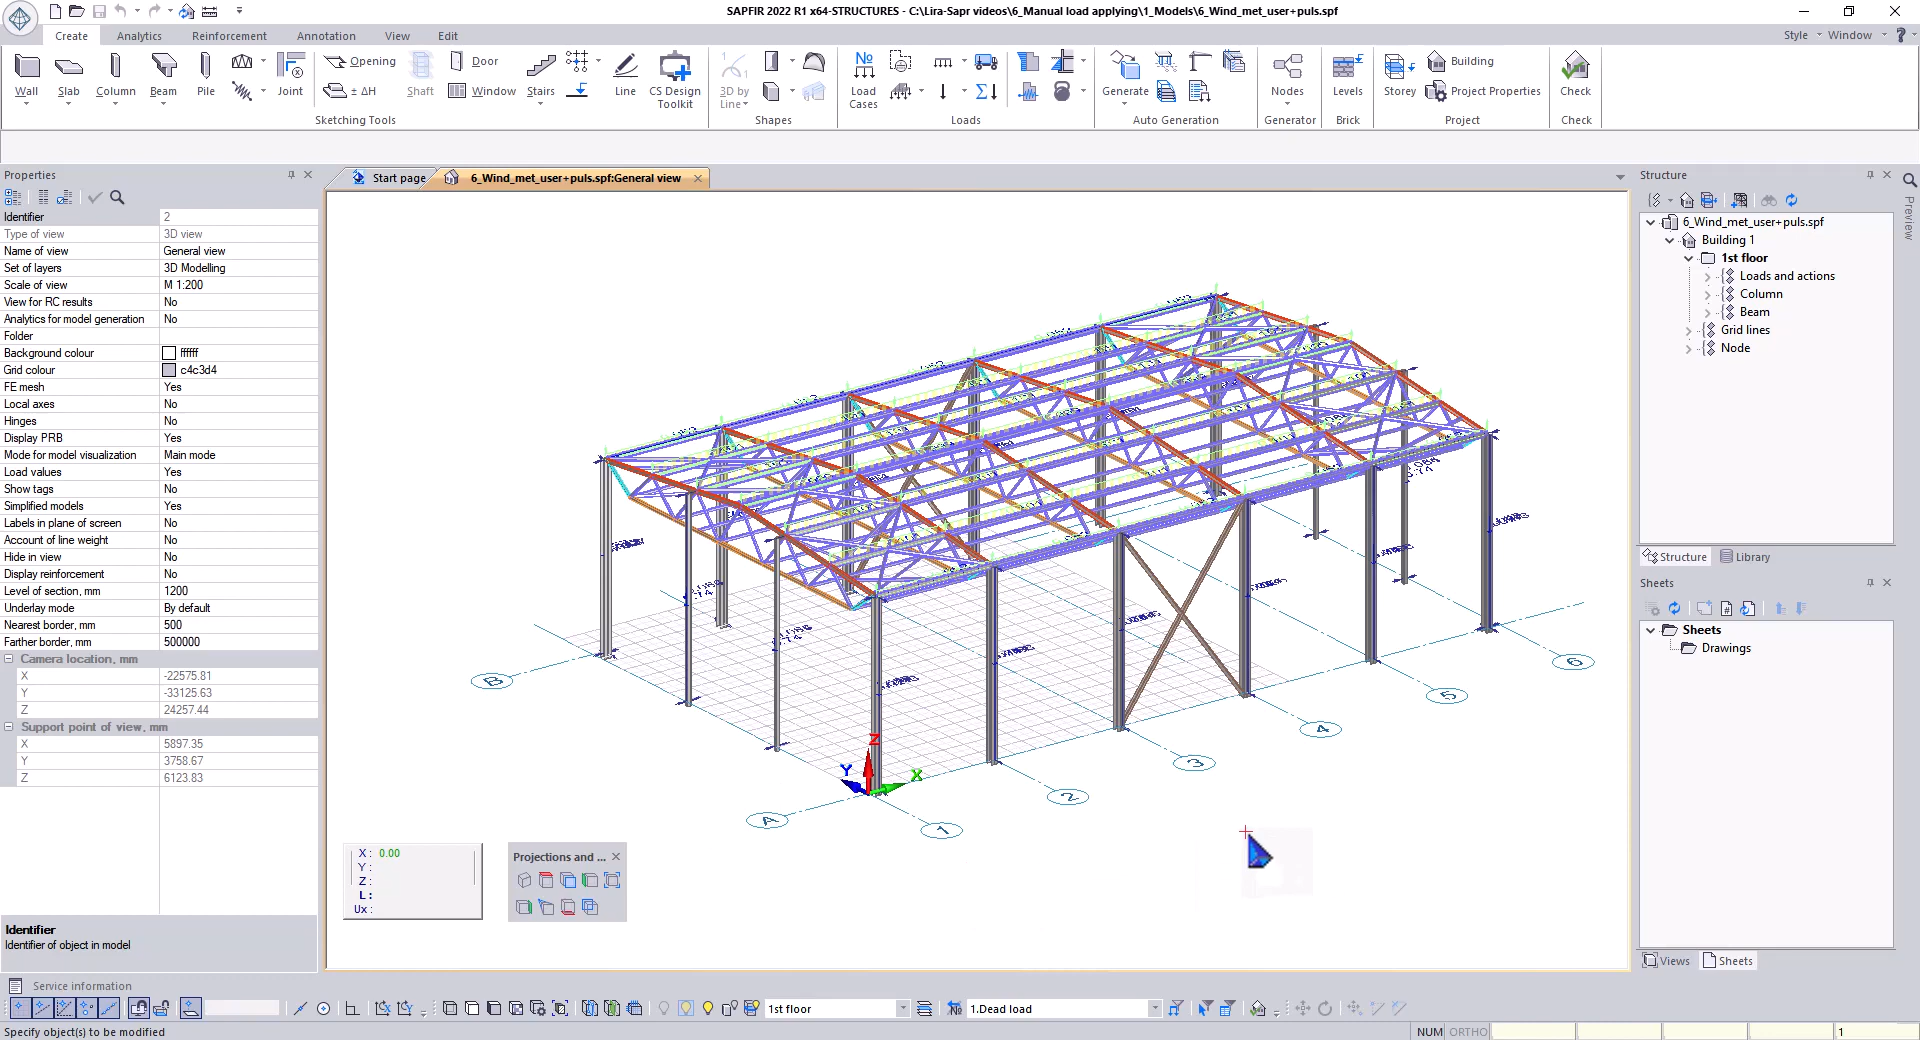 SAPFIR 2022 R1 x64-STRUCTURES - C:\Lira-Sapr videos\6_Manual load applying\1_Models\6_Wind_met_user+puls.spf
Create Analytics Reinforcement Annotation View Edit
Style Window ?
Wall Slab Column Beam Pile Joint
Opening
± ΔH
Shaft
Door
Window
Stairs
Line
CS Design Toolkit
3D by Line
№
Load Cases
Generate
Nodes
Levels
Storey
Building
Project Properties
Check
Sketching Tools
Shapes
Loads
Auto Generation
Generator
Brick
Project
Check
Properties
Start page
6_Wind_met_user+puls.spf:General view
Identifier 2
Type of view 3D view
Name of view General view
Set of layers 3D Modelling
Scale of view M 1:200
View for RC results No
Analytics for model generation No
Folder
Background colour ffffff
Grid colour c4c3d4
FE mesh Yes
Local axes No
Hinges No
Display PRB Yes
Mode for model visualization Main mode
Load values Yes
Show tags No
Simplified models Yes
Labels in plane of screen No
Account of line weight No
Hide in view No
Display reinforcement No
Level of section, mm 1200
Underlay mode By default
Nearest border, mm 500
Farther border, mm 500000
Camera location, mm
X -22575.81
Y -33125.63
Z 24257.44
Support point of view, mm
X 5897.35
Y 3758.67
Z 6123.83
Identifier
Identifier of object in model
B
A
1
2
3
4
5
6
Z
Y
X
X : 0.00
Y :
Z :
L :
Ux :
Projections and ...
Structure
Preview
6_Wind_met_user+puls.spf
Building 1
1st floor
Loads and actions
Column
Beam
Grid lines
Node
Structure Library
Sheets
Sheets
Drawings
Views Sheets
Service information
1st floor
1.Dead load
Specify object(s) to be modified
NUM ORTHO 1